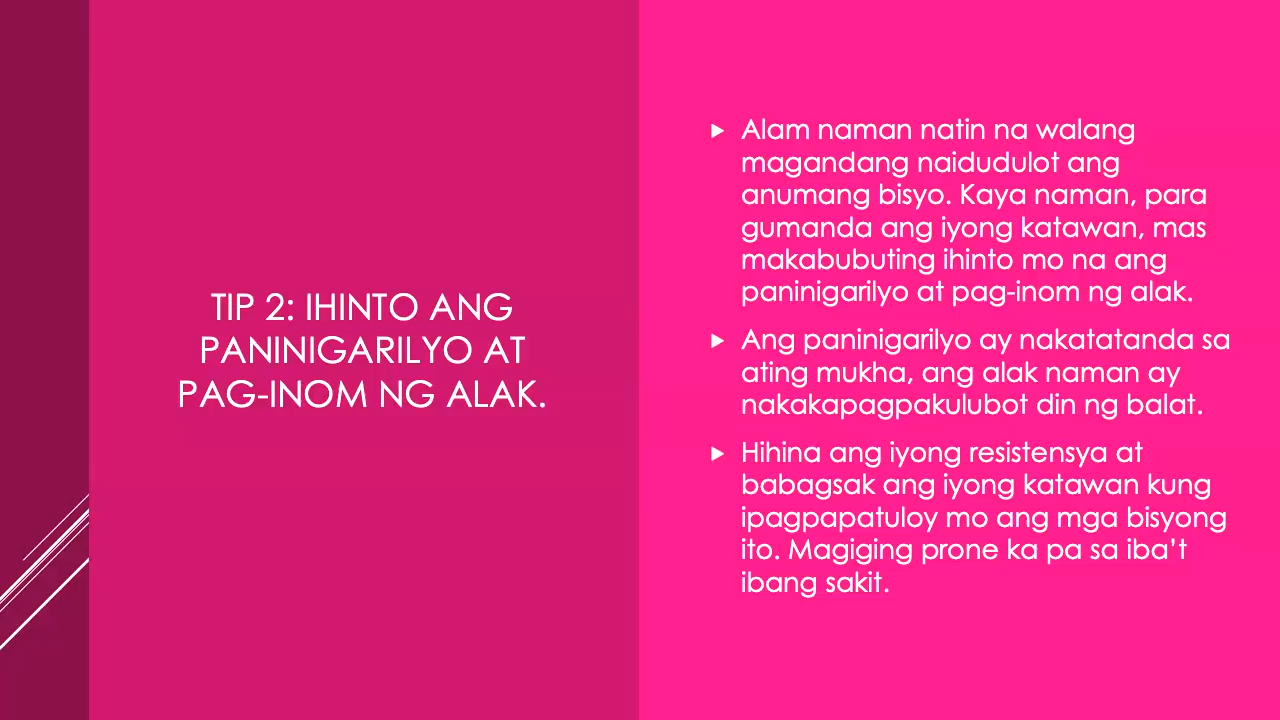 TIP 2: IHINTO ANG
PANINIGARILYO AT
PAG-INOM NG ALAK.
Alam naman natin na walang
magandang naidudulot ang
anumang bisyo. Kaya naman, para
gumanda ang iyong katawan, mas
makabubuting ihinto mo na ang
paninigarilyo at pag-inom ng alak.
Ang paninigarilyo ay nakatatanda sa
ating mukha, ang alak naman ay
nakakapagpakulubot din ng balat.
Hihina ang iyong resistensya at
babagsak ang iyong katawan kung
ipagpapatuloy mo ang mga bisyong
ito. Magiging prone ka pa sa iba’t
ibang sakit.